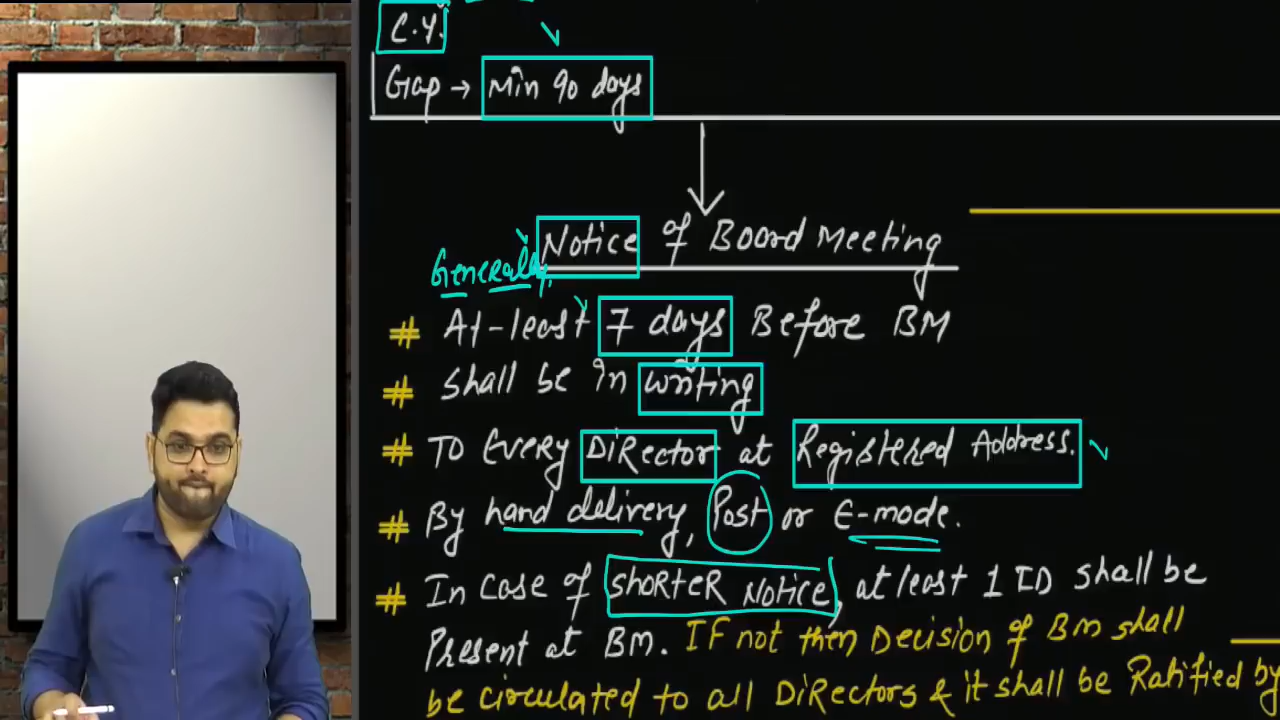 C.Y.
Gap → Min 90 days
Notice of Board Meeting
Generally,
# At-least 7 days Before BM
# Shall be in writing
# To Every Director at Registered Address.
# By hand delivery, Post or E-mode.
# In Case of Shorter Notice, at least 1 ID shall be
Present at BM. IF not then Decision of BM shall
be circulated to all Directors & it shall be Ratified by